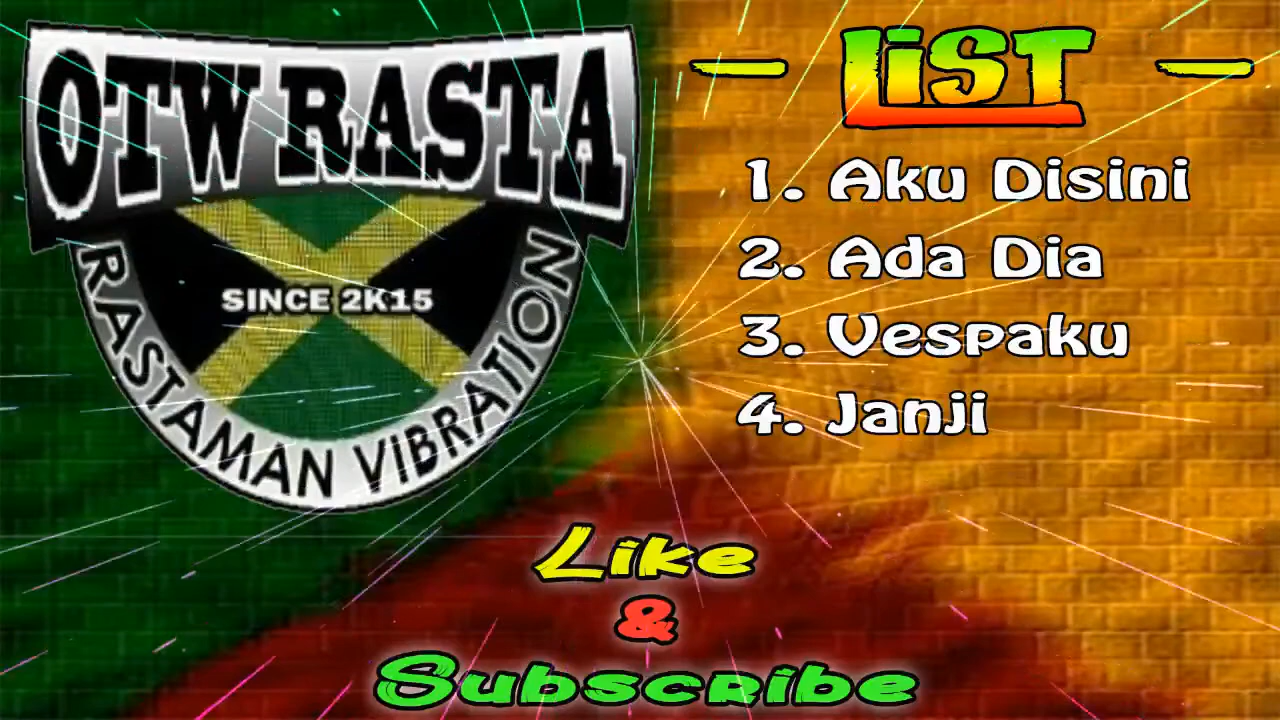 OTW RASTA
SINCE 2K15
RASTAMAN VIBRATION
LiST
1. Aku Disini
2. Ada Dia
3. Vespaku
4. Janji
Like
&
Subscribe